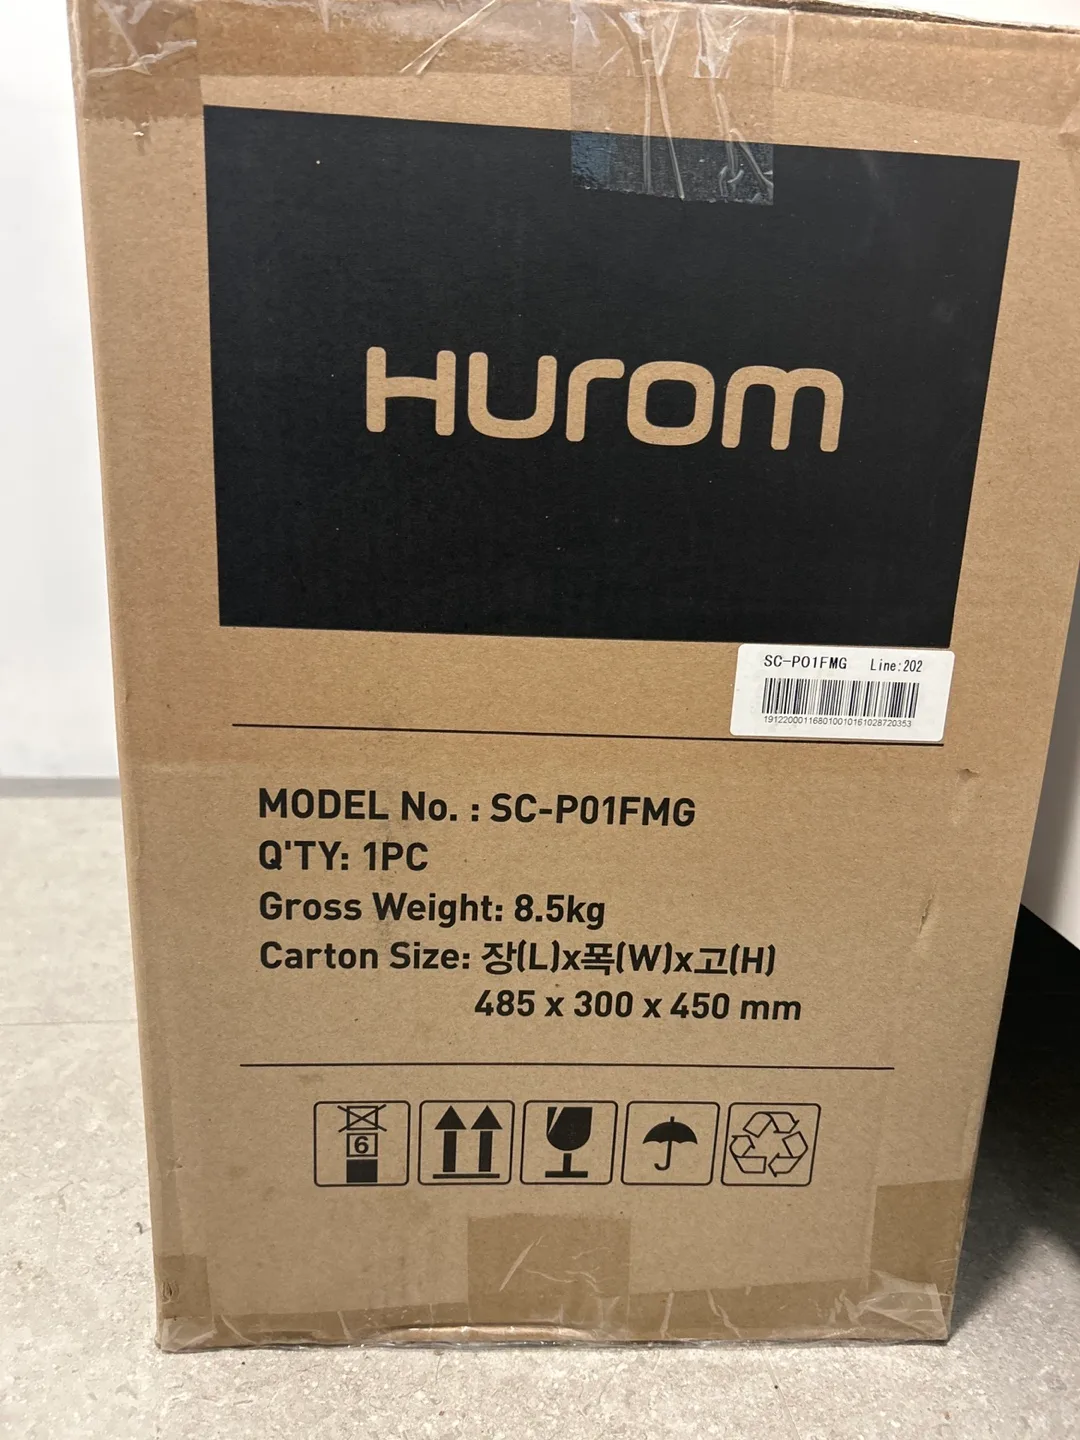 HUrom
SC-P01FMG Line:202
1912200011680100101610287203​53
MODEL No. : SC-P01FMG
Q'TY: 1PC
Gross Weight: 8.5kg
Carton Size: 장(L)x폭(W)x고(H)
485 x 300 x 450 mm
6